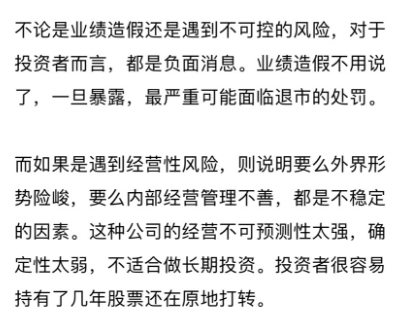 不论是业绩造假还是遇到不可控的风险，对于
投资者而言，都是负面消息。业绩造假不用说
了，一旦暴露，最严重可能面临退市的处罚。
而如果是遇到经营性风险，则说明要么外界形
势险峻，要么内部经营管理不善，都是不稳定
的因素。这种公司的经营不可预测性太强，确
定性太弱，不适合做长期投资。投资者很容易
持有了几年股票还在原地打转。